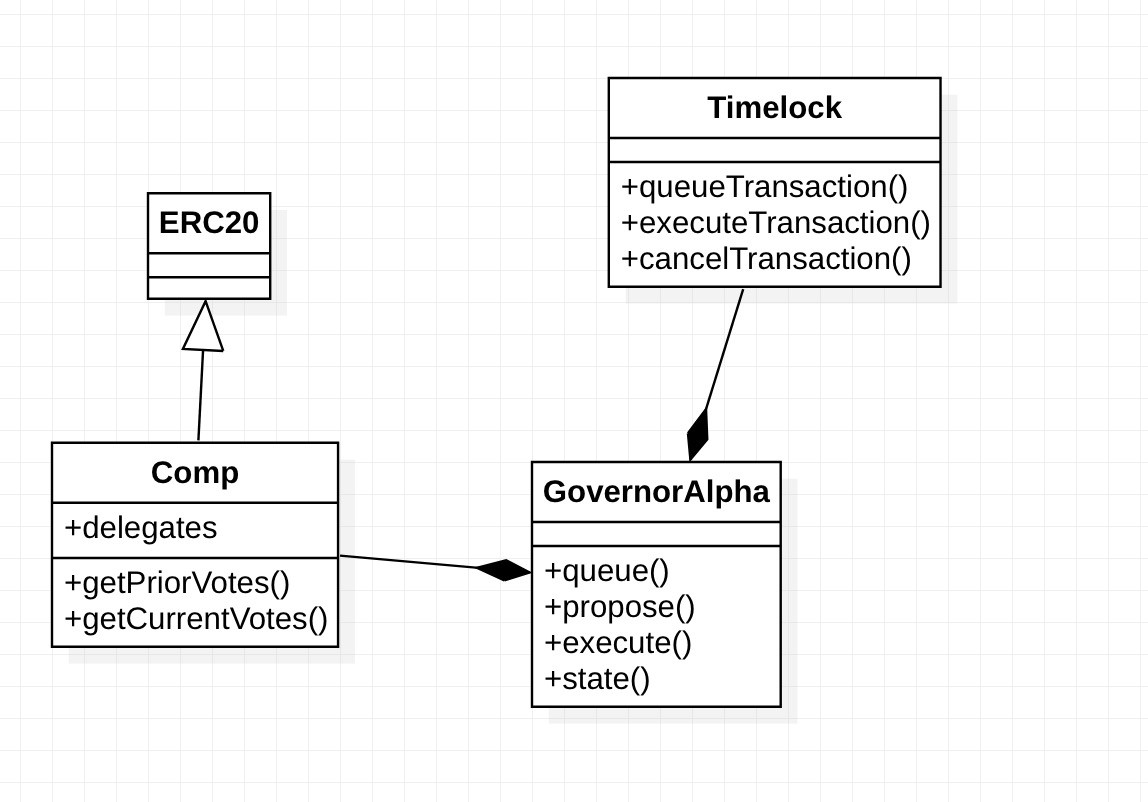 Timelock
+queueTransaction()
+executeTransaction()
+cancelTransaction()
ERC20
Comp
+delegates
+getPriorVotes()
+getCurrentVotes()
GovernorAlpha
+queue()
+propose()
+execute()
+state()